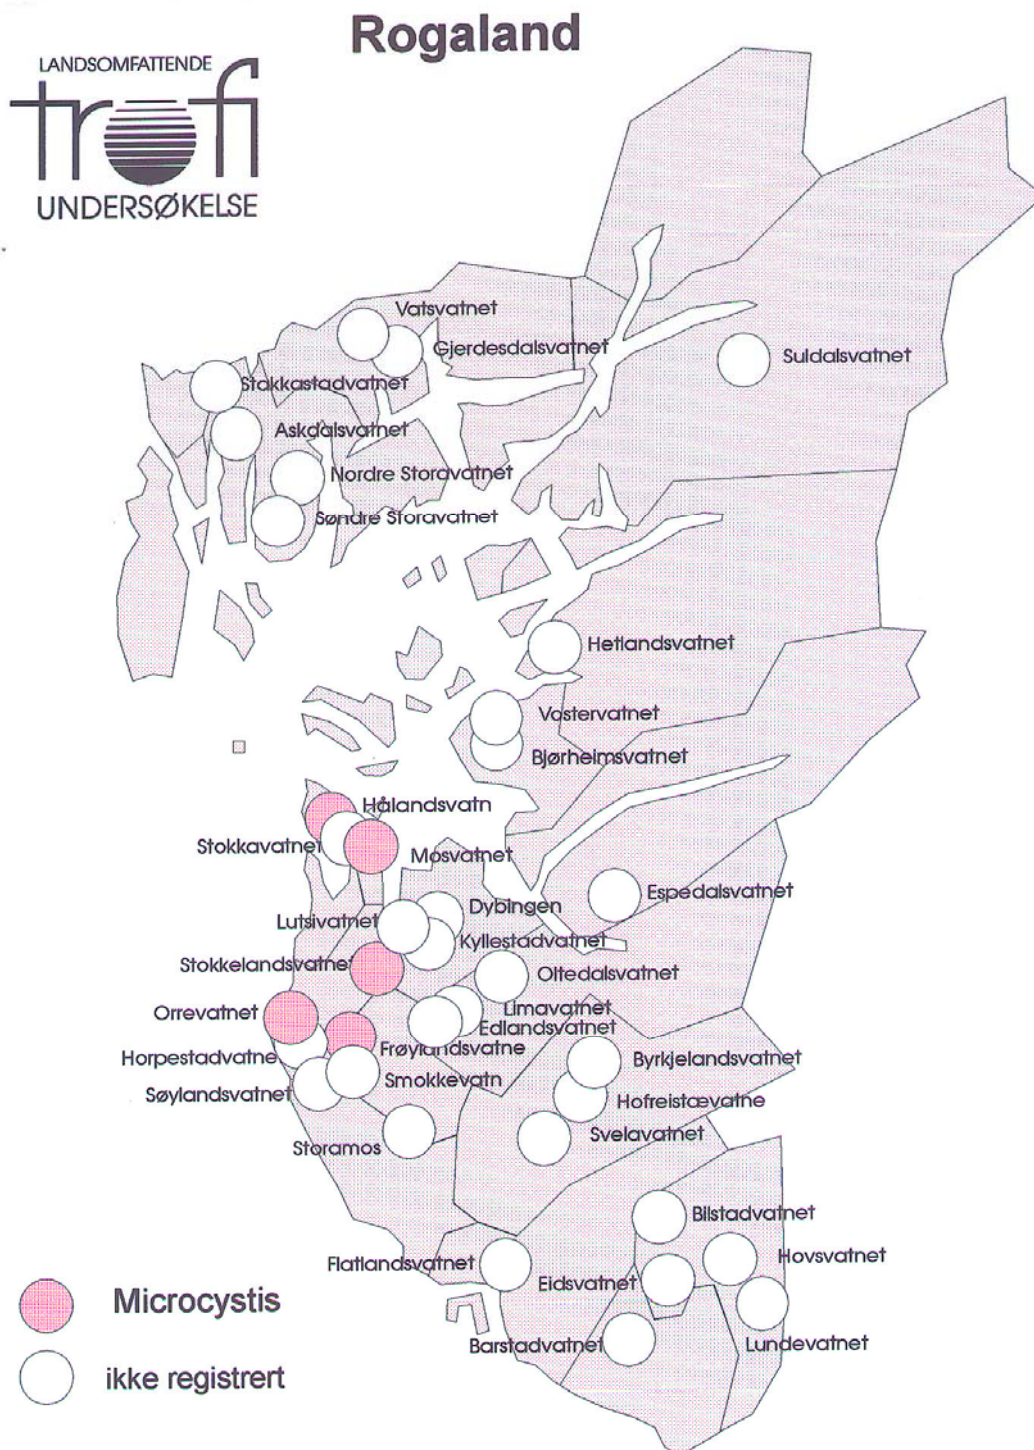 Rogaland
LANDSOMFATTENDE
trofi
UNDERSØKELSE
Vatsvatnet
Gjerdesdalsvatnet
Suldalsvatnet
Stakkastadvatnet
Askdalsvatnet
Nordre Storavatnet
Søndre Storavatnet
Hetlandsvatnet
Vostervatnet
Bjørheimsvatnet
Hålandsvatn
Stokkavatnet
Mosvatnet
Espedalsvatnet
Dybingen
Lutsivatnet
Kyllestadvatnet
Stokkelandsvatnet
Oltedalsvatnet
Limavatnet
Orrevatnet
Edlandsvatnet
Frøylandsvatne
Horpestadvatne
Byrkjelandsvatnet
Smokkevatn
Søylandsvatnet
Hofreistævatne
Svelavatnet
Storamos
Bilstadvatnet
Hovsvatnet
Flatlandsvatnet
Eidsvatnet
Microcystis
Barstadvatnet
Lundevatnet
ikke registrert